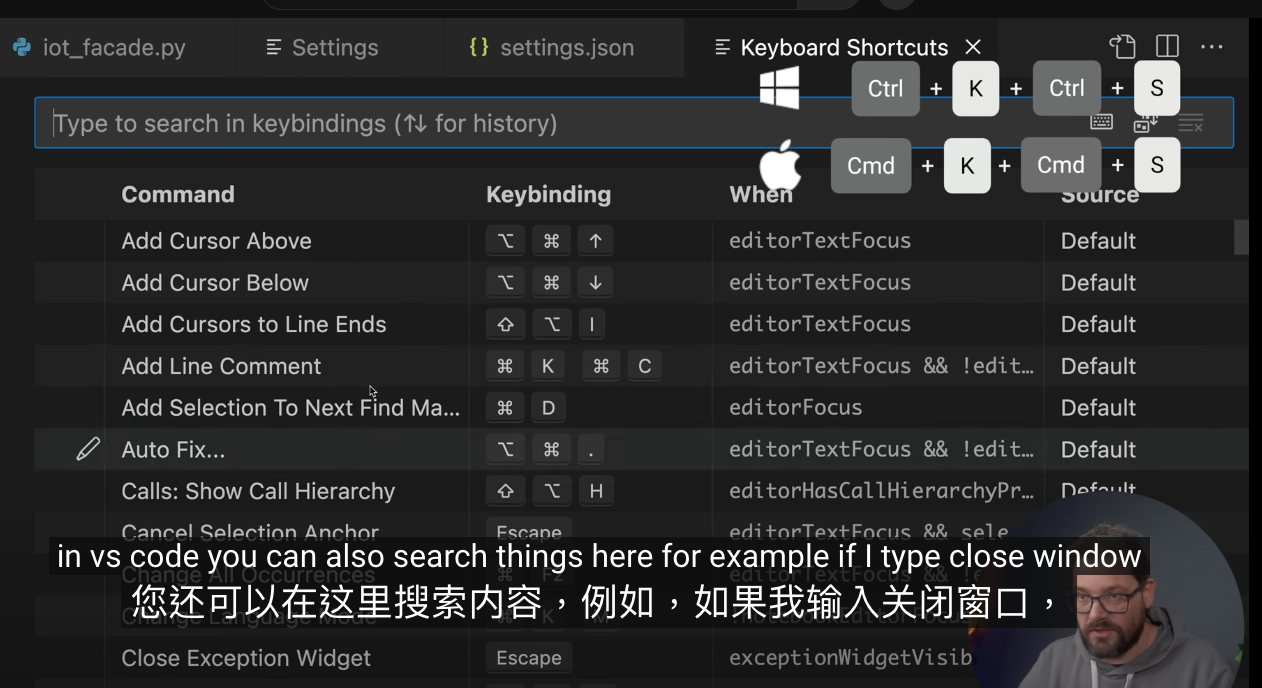 iot_facade.py Settings {} settings.json Keyboard Shortcuts
Ctrl + K + Ctrl + S
Type to search in keybindings (⇅ for history)
Cmd + K + Cmd + S
Command Keybinding When Source
Add Cursor Above ⌥ ⌘ ↑ editorTextFocus Default
Add Cursor Below ⌥ ⌘ ↓ editorTextFocus Default
Add Cursors to Line Ends ⇧ ⌥ I editorTextFocus Default
Add Line Comment ⌘ K ⌘ C editorTextFocus && !edit… Default
Add Selection To Next Find Ma... ⌘ D editorFocus Default
Auto Fix... ⌥ ⌘ . editorTextFocus && !edit… Default
Calls: Show Call Hierarchy ⇧ ⌥ H editorHasCallHierarchyPr… Default
Cancel Selection Anchor Escape editorTextFocus && sele
in vs code you can also search things here for example if I type close window
Change All Occurrences ⌘ F2 editorTextFocus &&
您还可以在这里搜索内容，例如，如果我输入关闭窗口，
Change Language Mode ⌘ K M
Close Exception Widget Escape exceptionWidgetVisib